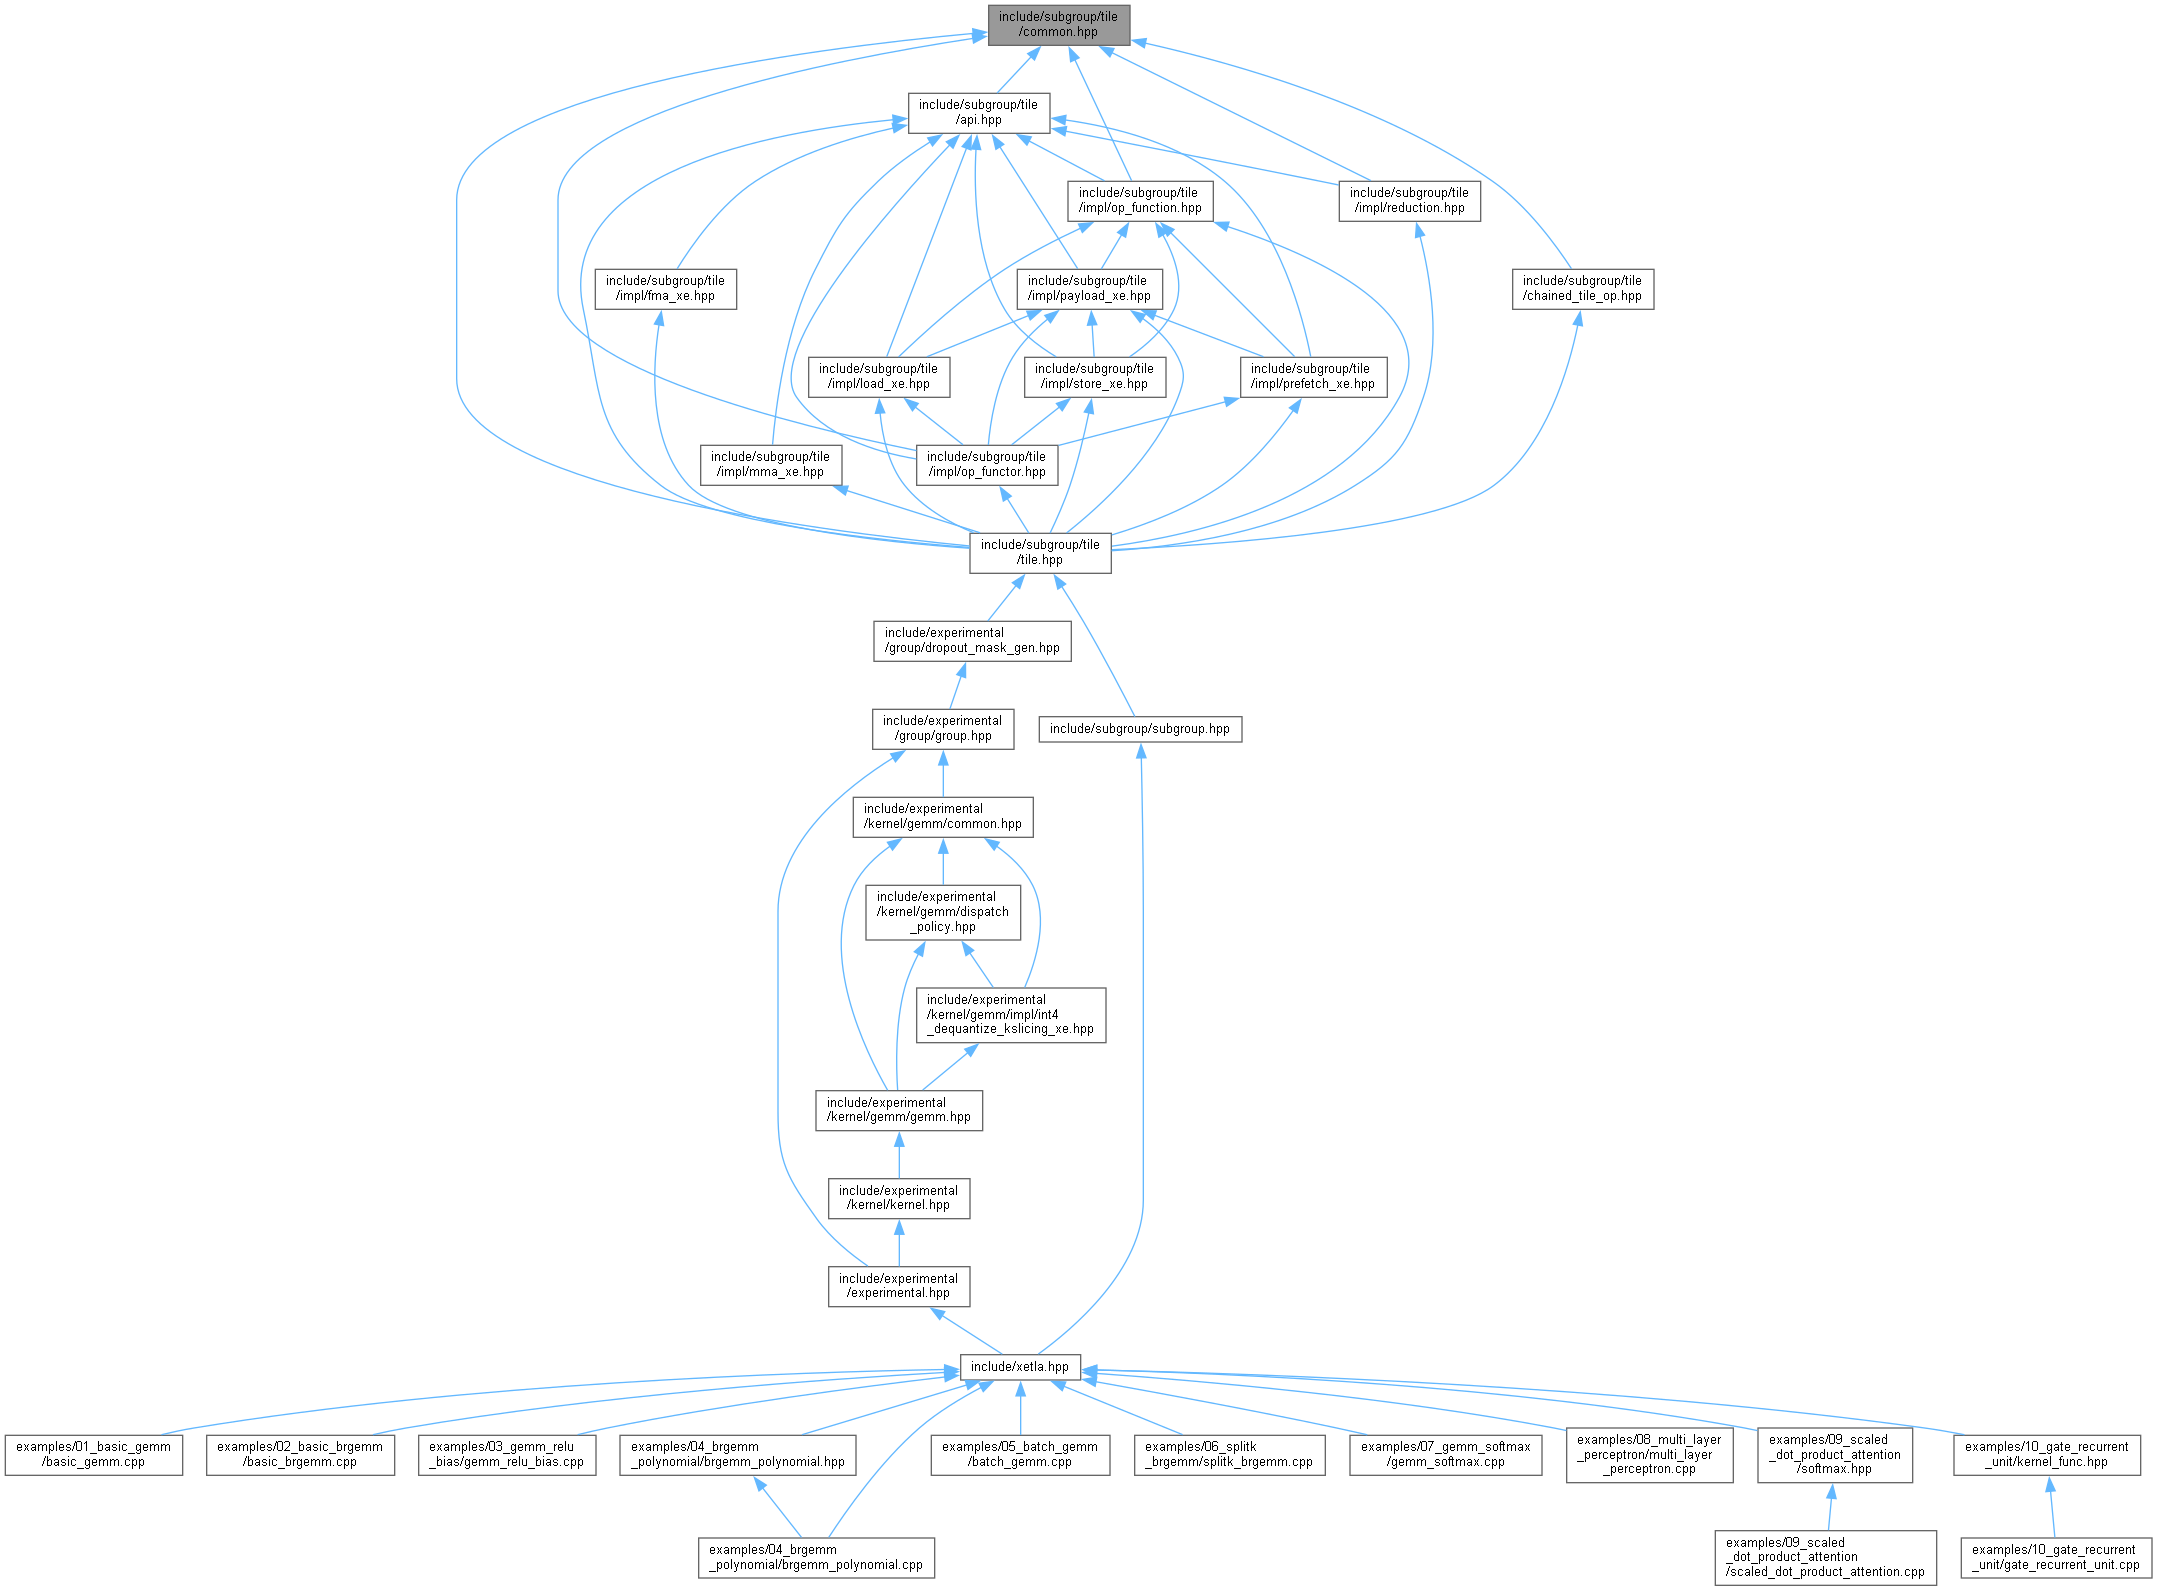 include/subgroup/tile
/common.hpp
include/subgroup/tile
/api.hpp
include/subgroup/tile
/impl/op_function.hpp
include/subgroup/tile
/impl/reduction.hpp
include/subgroup/tile
/impl/fma_xe.hpp
include/subgroup/tile
/impl/payload_xe.hpp
include/subgroup/tile
/chained_tile_op.hpp
include/subgroup/tile
/impl/load_xe.hpp
include/subgroup/tile
/impl/store_xe.hpp
include/subgroup/tile
/impl/prefetch_xe.hpp
include/subgroup/tile
/impl/mma_xe.hpp
include/subgroup/tile
/impl/op_functor.hpp
include/subgroup/tile
/tile.hpp
include/experimental
/group/dropout_mask_gen.hpp
include/experimental
/group/group.hpp
include/subgroup/subgroup.hpp
include/experimental
/kernel/gemm/common.hpp
include/experimental
/kernel/gemm/dispatch
_policy.hpp
include/experimental
/kernel/gemm/impl/int4
_dequantize_kslicing_xe.hpp
include/experimental
/kernel/gemm/gemm.hpp
include/experimental
/kernel/kernel.hpp
include/experimental
/experimental.hpp
include/xetla.hpp
examples/01_basic_gemm
/basic_gemm.cpp
examples/02_basic_brgemm
/basic_brgemm.cpp
examples/03_gemm_relu
_bias/gemm_relu_bias.cpp
examples/04_brgemm
_polynomial/brgemm_polynomial.hpp
examples/05_batch_gemm
/batch_gemm.cpp
examples/06_splitk
_brgemm/splitk_brgemm.cpp
examples/07_gemm_softmax
/gemm_softmax.cpp
examples/08_multi_layer
_perceptron/multi_layer
_perceptron.cpp
examples/09_scaled
_dot_product_attention
/softmax.hpp
examples/10_gate_recurrent
_unit/kernel_func.hpp
examples/04_brgemm
_polynomial/brgemm_polynomial.cpp
examples/09_scaled
_dot_product_attention
/scaled_dot_product_attention.cpp
examples/10_gate_recurrent
_unit/gate_recurrent_unit.cpp